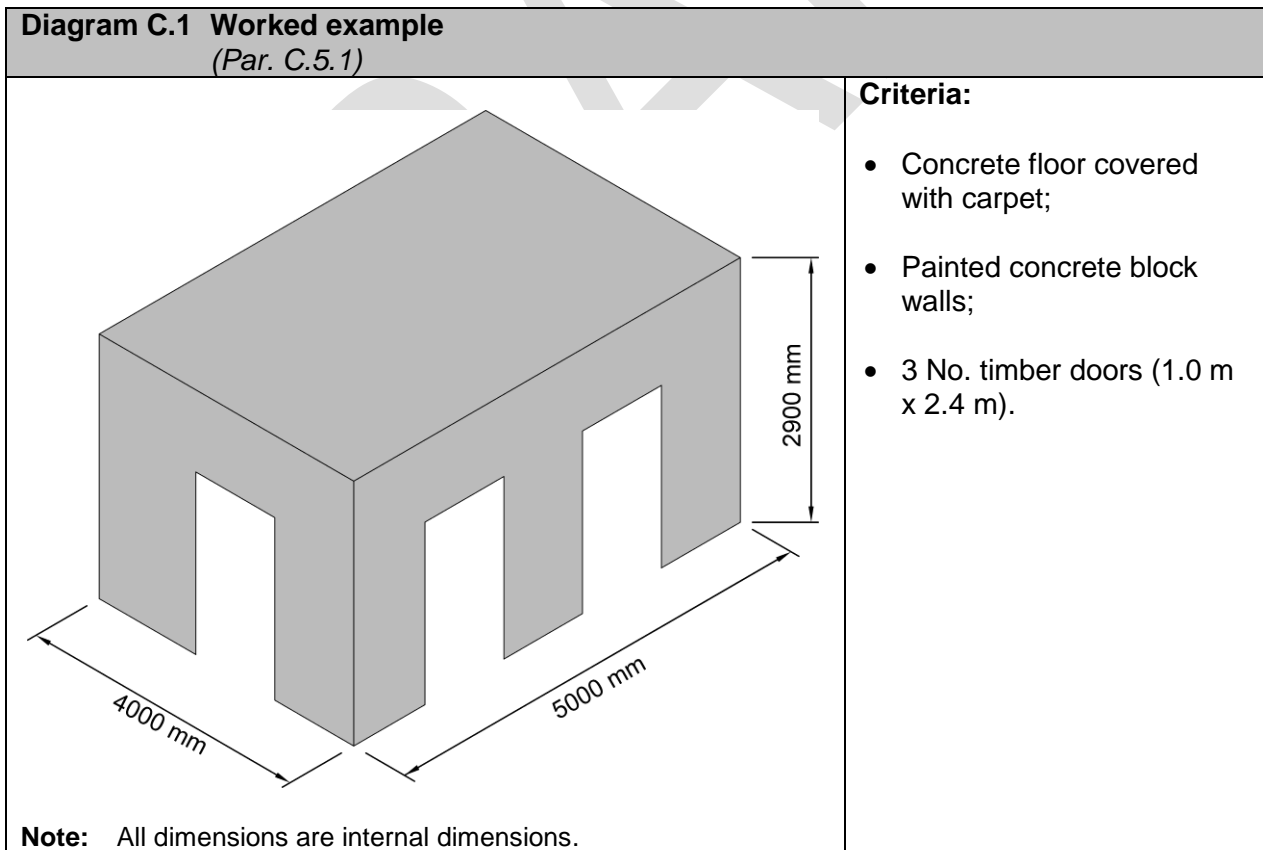 Diagram C.1 Worked example
(Par. C.5.1)
2900 mm
4000 mm
5000 mm
Note: All dimensions are internal dimensions.
Criteria:
• Concrete floor covered
with carpet;
• Painted concrete block
walls;
• 3 No. timber doors (1.0 m
x 2.4 m).